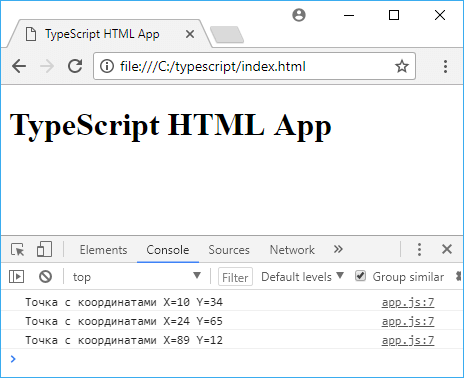 TypeScript HTML App
file:///C:/typescript/index.html
TypeScript HTML App
Elements Console Sources Network
top Filter Default levels Group similar
Точка с координатами X=10 Y=34 app.js:7
Точка с координатами X=24 Y=65 app.js:7
Точка с координатами X=89 Y=12 app.js:7